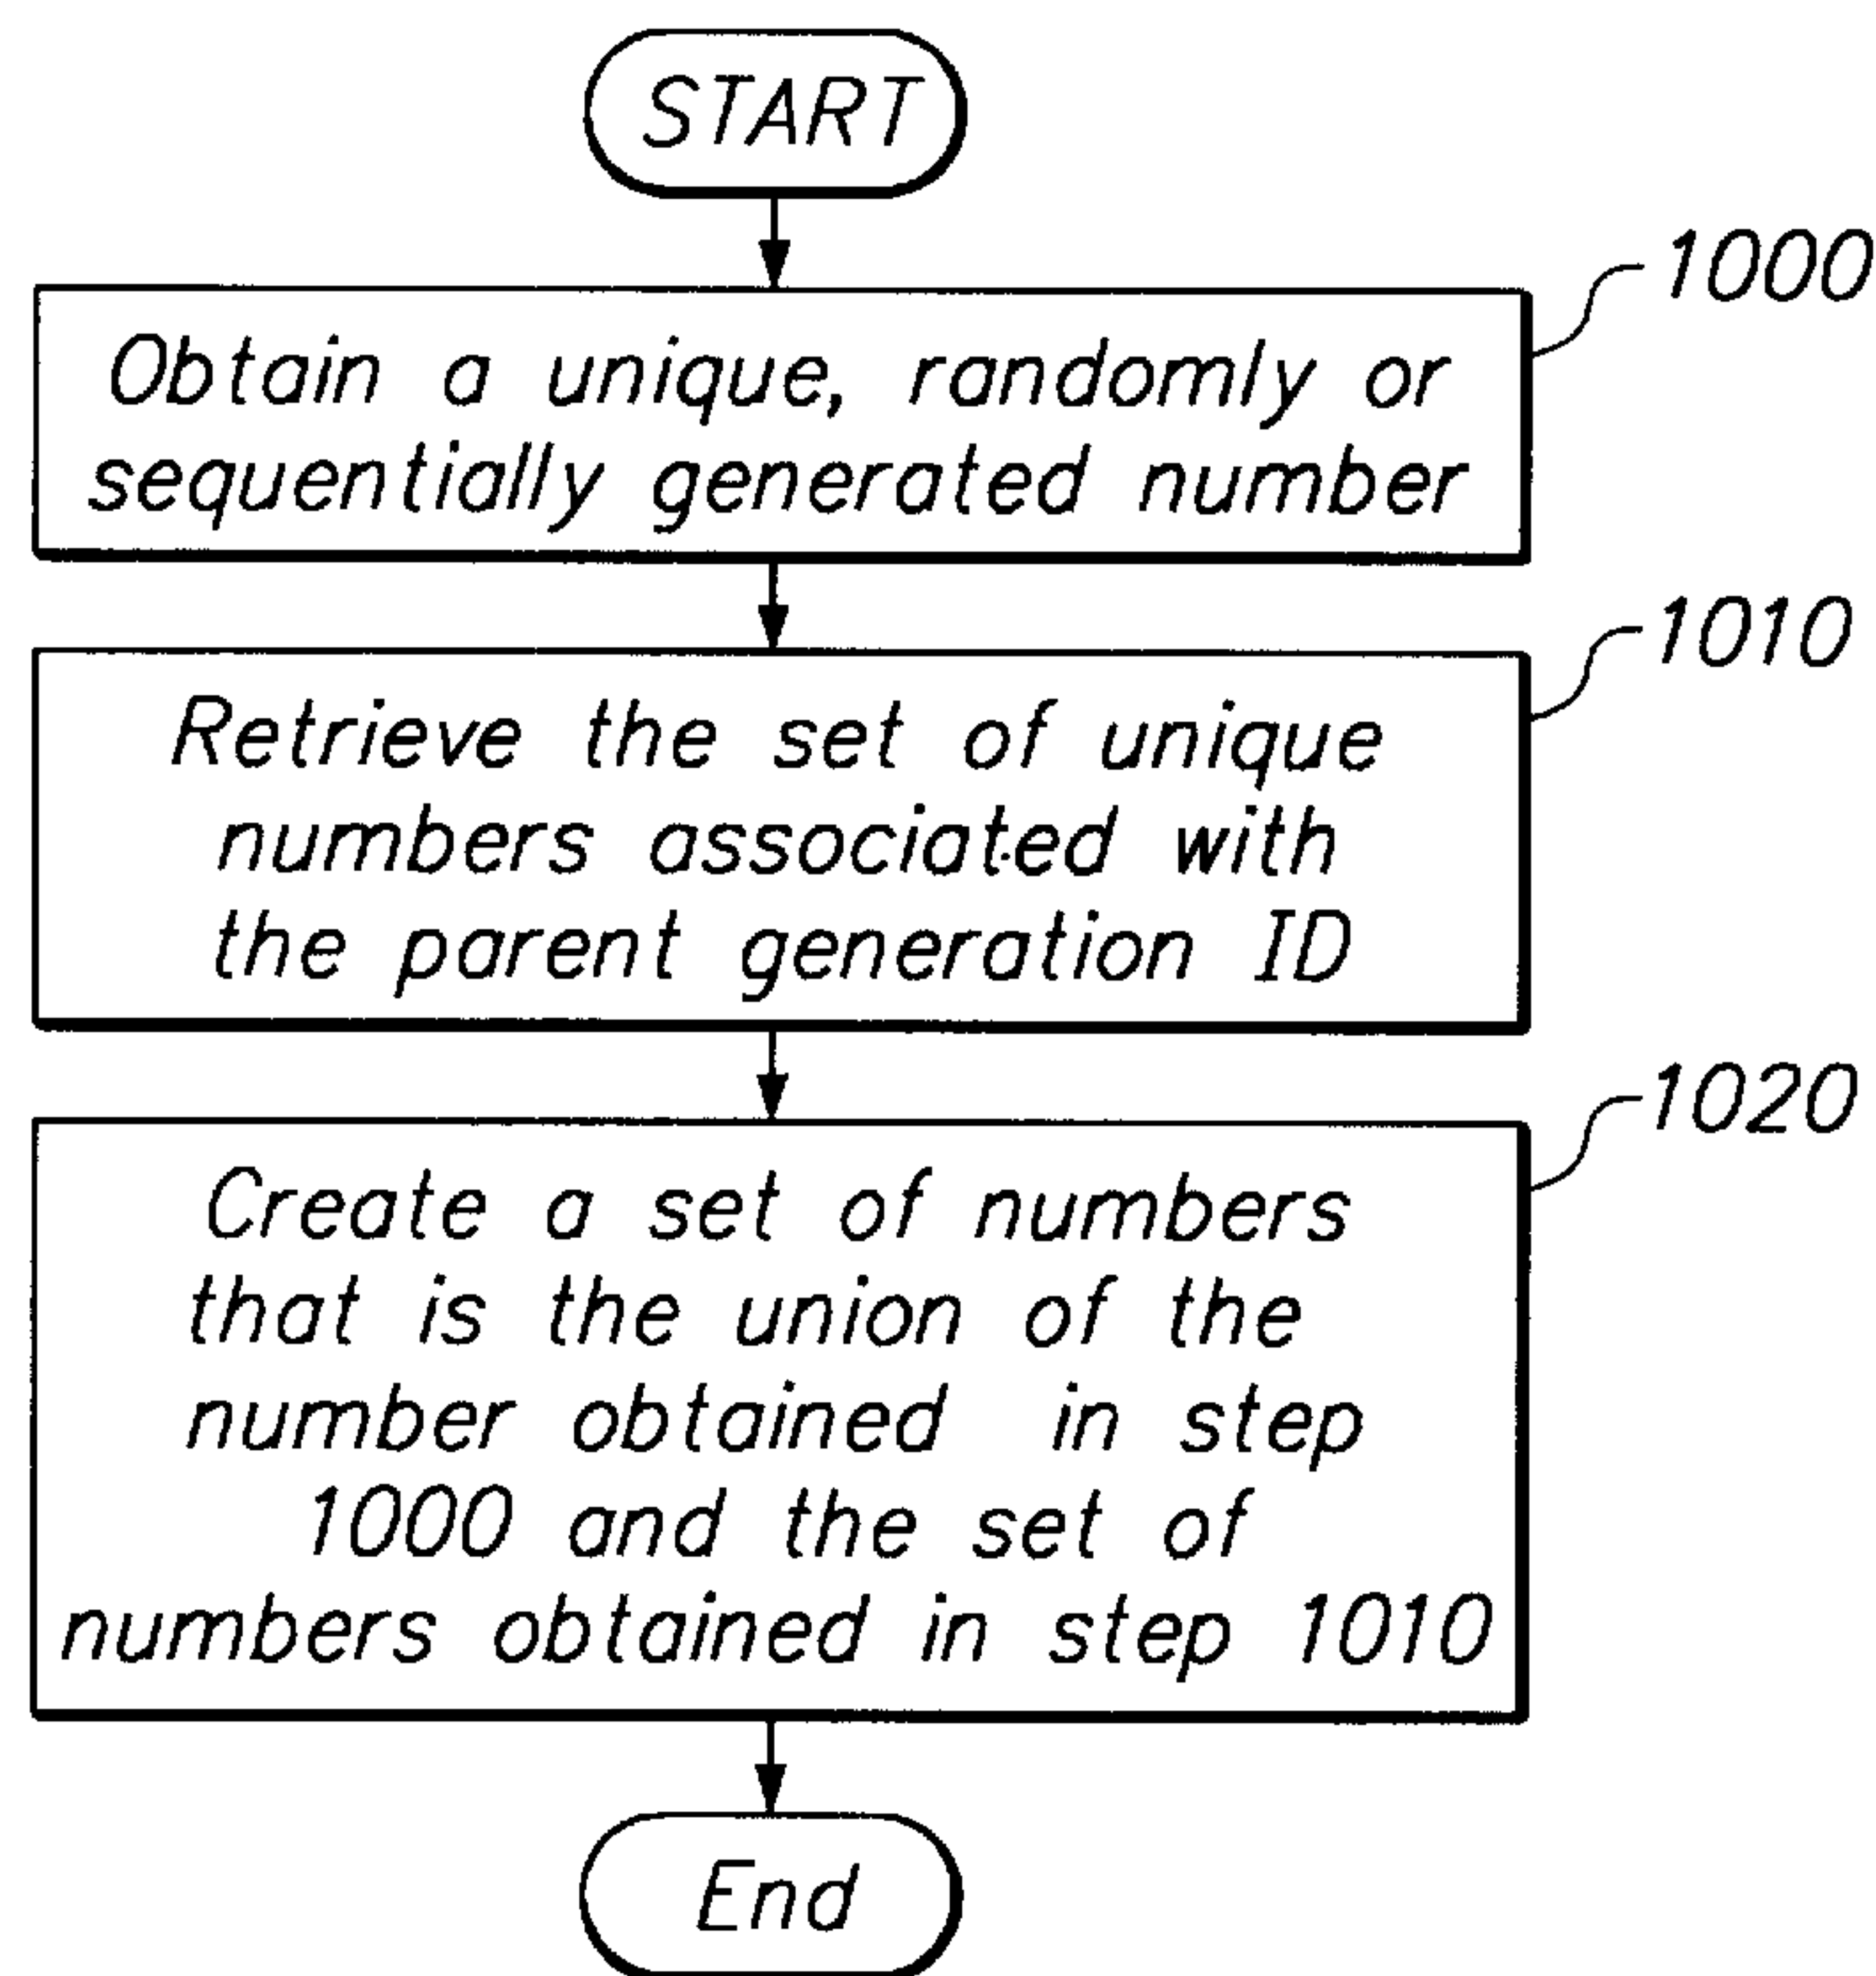 START
1000
Obtain a unique, randomly or
sequentially generated number
1010
Retrieve the set of unique
numbers associated with
the parent generation ID
1020
Create a set of numbers
that is the union of the
number obtained in step
1000 and the set of
numbers obtained in step 1010
End